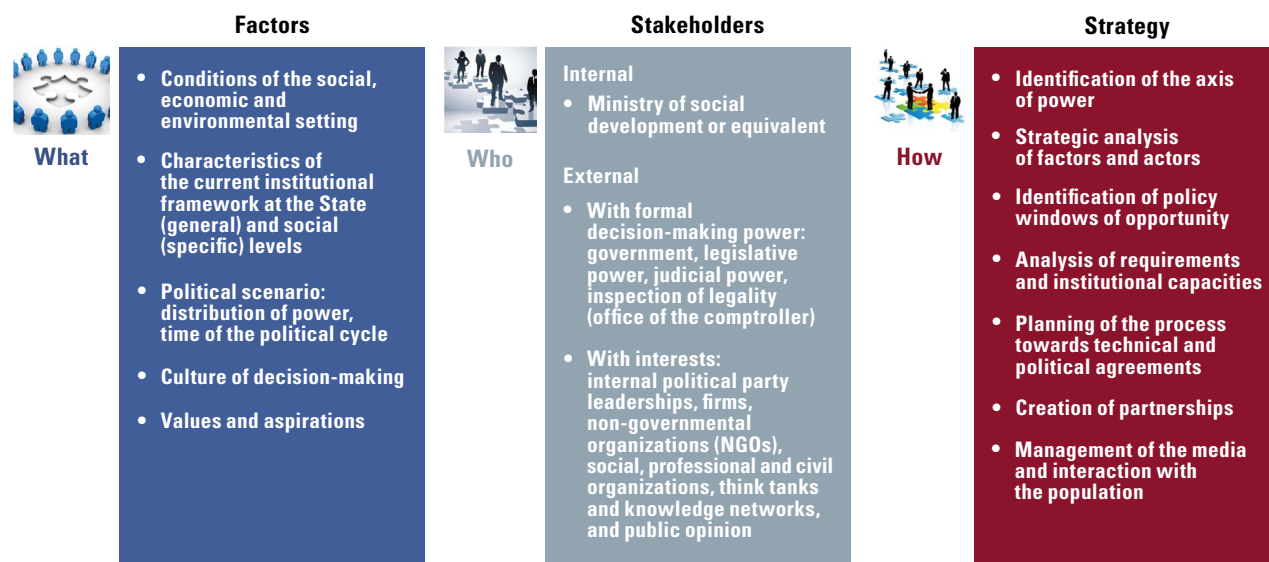 Factors
What
• Conditions of the social,
economic and
environmental setting
• Characteristics of
the current institutional
framework at the State
(general) and social
(specific) levels
• Political scenario:
distribution of power,
time of the political cycle
• Culture of decision-making
• Values and aspirations
Stakeholders
Who
Internal
• Ministry of social
development or equivalent
External
• With formal
decision-making power:
government, legislative
power, judicial power,
inspection of legality
(office of the comptroller)
• With interests:
internal political party
leaderships, firms,
non-governmental
organizations (NGOs),
social, professional and civil
organizations, think tanks
and knowledge networks,
and public opinion
Strategy
How
• Identification of the axis
of power
• Strategic analysis
of factors and actors
• Identification of policy
windows of opportunity
• Analysis of requirements
and institutional capacities
• Planning of the process
towards technical and
political agreements
• Creation of partnerships
• Management of the media
and interaction with
the population